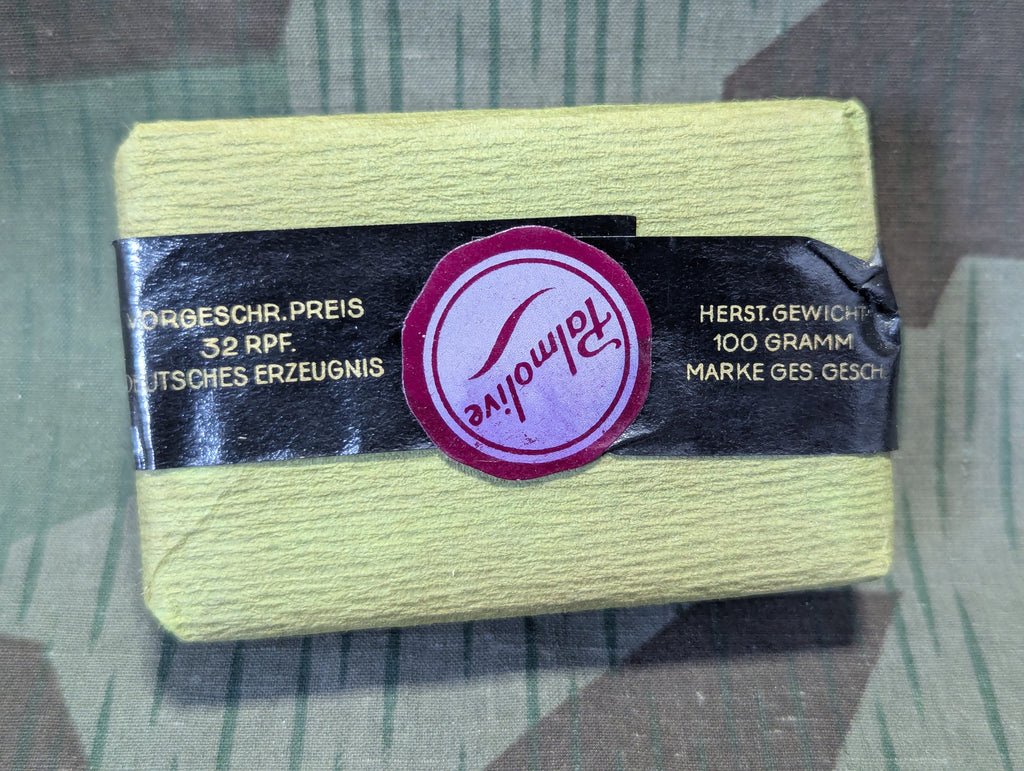 VORGESCHR. PREIS
32 RPF.
DEUTSCHES ERZEUGNIS
Palmolive
HERST. GEWICHT
100 GRAMM
MARKE GES. GESCH.